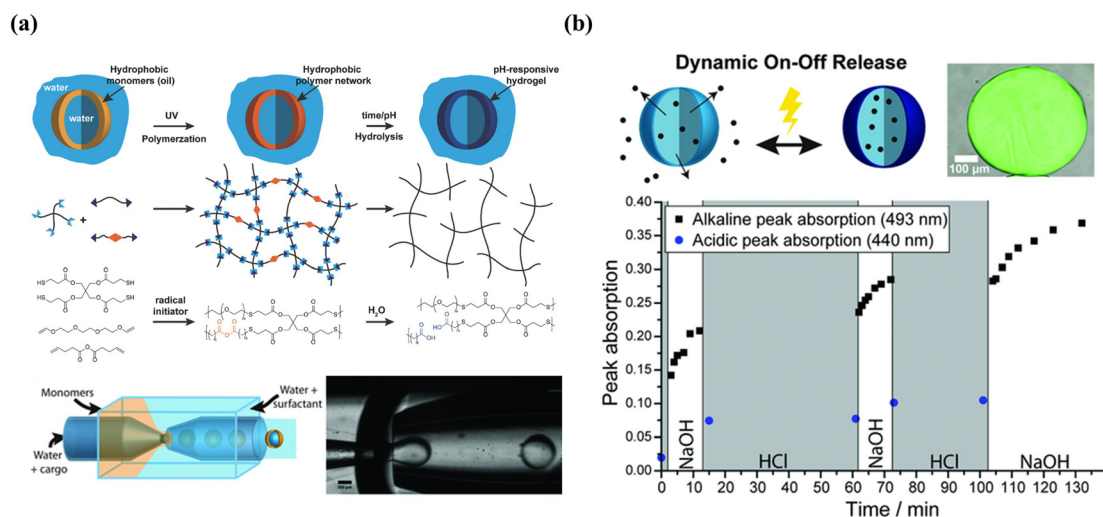 (a)
Hydrophobic
monomers (oil)
water
water
UV
Polymerzation
Hydrophobic
polymer network
time/pH
Hydrolysis
pH-responsive
hydrogel
+
HS
O
O
O
O
SH
HS
O
O
O
O
SH
radical
initiator
H₂O
Monomers
Water +
surfactant
Water
+ cargo
(b)
Dynamic On-Off Release
100 µm
Alkaline peak absorption (493 nm)
Acidic peak absorption (440 nm)
Peak absorption
0.40
0.35
0.30
0.25
0.20
0.15
0.10
0.05
0.00
NaOH
HCl
NaOH
HCl
NaOH
0 10 20 30 40 50 60 70 80 90 100 110 120 130
Time / min